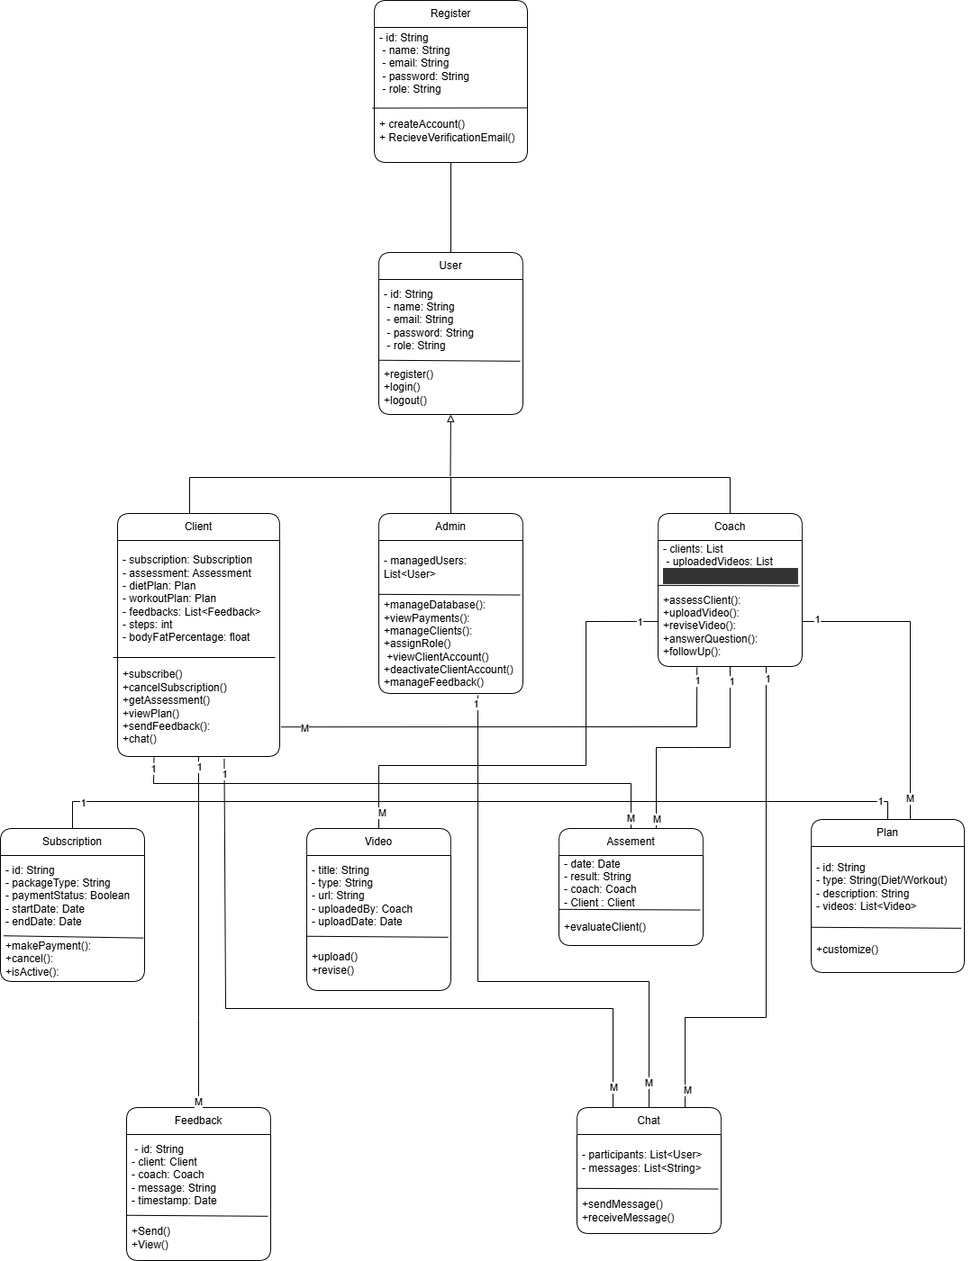 Register
- id: String
- name: String
- email: String
- password: String
- role: String
+ createAccount()
+ RecieveVerificationEmail()
User
- id: String
- name: String
- email: String
- password: String
- role: String
+register()
+login()
+logout()
Client
- subscription: Subscription
- assessment: Assessment
- dietPlan: Plan
- workoutPlan: Plan
- feedbacks: List<Feedback>
- steps: int
- bodyFatPercentage: float
+subscribe()
+cancelSubscription()
+getAssessment()
+viewPlan()
+sendFeedback():
+chat()
Admin
- managedUsers:
List<User>
+manageDatabase():
+viewPayments():
+manageClients():
+assignRole()
+viewClientAccount()
+deactivateClientAccount()
+manageFeedback()
Coach
- clients: List
- uploadedVideos: List
+assessClient():
+uploadVideo():
+reviseVideo():
+answerQuestion():
+followUp():
1
1
1
1
1
1
M
1
1
1
1
1
M
M
M
M
Subscription
- id: String
- packageType: String
- paymentStatus: Boolean
- startDate: Date
- endDate: Date
+makePayment():
+cancel():
+isActive():
Video
- title: String
- type: String
- url: String
- uploadedBy: Coach
- uploadDate: Date
+upload()
+revise()
Assement
- date: Date
- result: String
- coach: Coach
- Client : Client
+evaluateClient()
Plan
- id: String
- type: String(Diet/Workout)
- description: String
- videos: List<Video>
+customize()
M
M
M
M
Feedback
- id: String
- client: Client
- coach: Coach
- message: String
- timestamp: Date
+Send()
+View()
Chat
- participants: List<User>
- messages: List<String>
+sendMessage()
+receiveMessage()